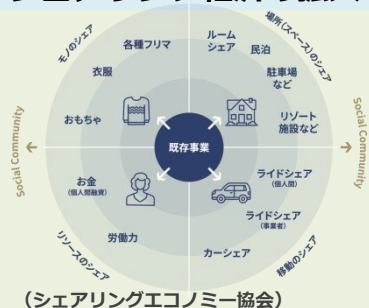 モノのシェア
各種フリマ
衣服
おもちゃ
ルーム
シェア
民泊
駐車場
など
リゾート
施設など
場所(スペース)のシェア
Social Community
既存事業
Social Community
お金
(個人間融資)
労働力
リソースのシェア
ライドシェア
(個人間)
ライドシェア
(事業者)
カーシェア
移動のシェア
(シェアリングエコノミー協会)